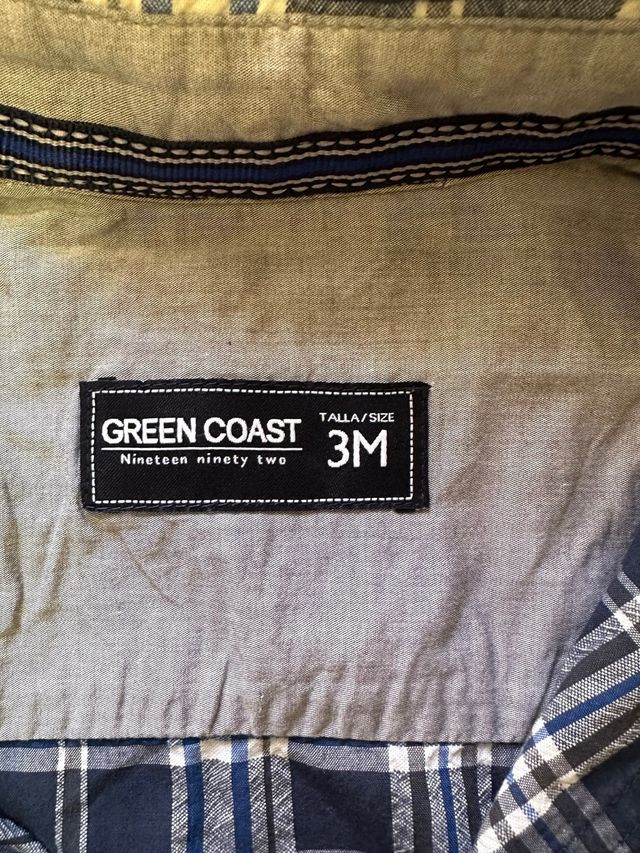 GREEN COAST
Nineteen ninety two
TALLA/SIZE
3M